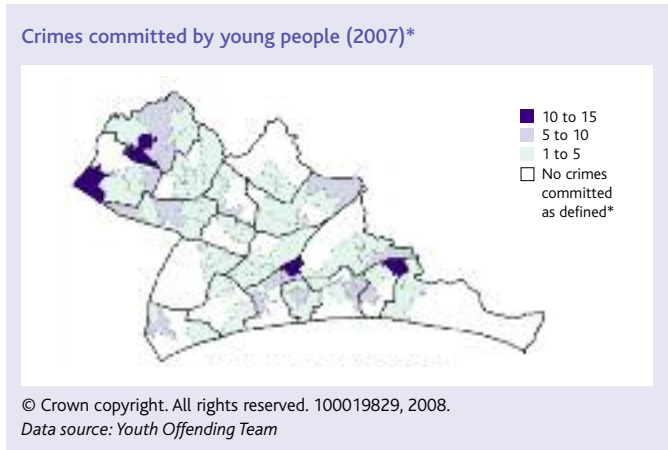 Crimes committed by young people (2007)*
10 to 15
5 to 10
1 to 5
No crimes
committed
as defined*
© Crown copyright. All rights reserved. 100019829, 2008.
Data source: Youth Offending Team